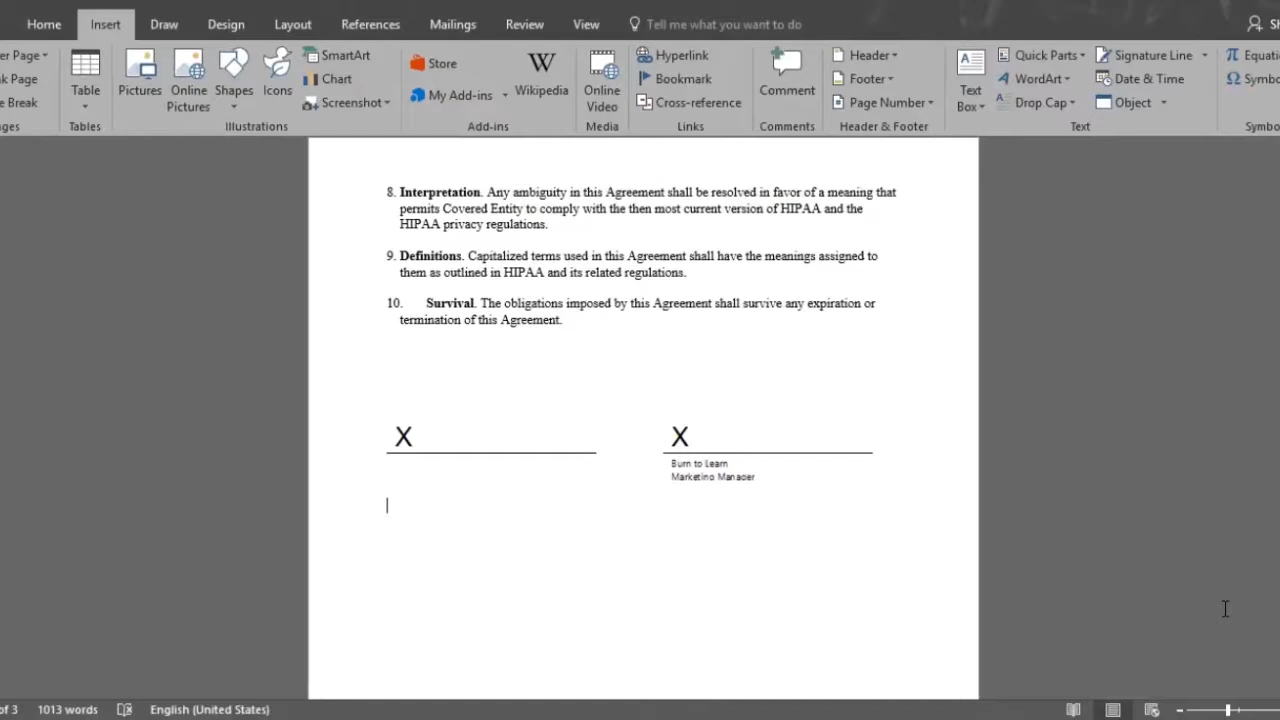 Home Insert Draw Design Layout References Mailings Review View Tell me what you want to do
er Page
k Page
e Break
ges
Table
Tables
Pictures
Online
Pictures
Shapes
Icons
SmartArt
Chart
Screenshot
Illustrations
Store
My Add-ins
W
Wikipedia
Add-ins
Online
Video
Media
Hyperlink
Bookmark
Cross-reference
Links
Comment
Comments
Header
Footer
Page Number
Header & Footer
A
Text
Box
Quick Parts
WordArt
Drop Cap
Signature Line
Date & Time
Object
Text
π Equati
Ω Symbo
Symbo
8. Interpretation. Any ambiguity in this Agreement shall be resolved in favor of a meaning that
permits Covered Entity to comply with the then most current version of HIPAA and the
HIPAA privacy regulations.
9. Definitions. Capitalized terms used in this Agreement shall have the meanings assigned to
them as outlined in HIPAA and its related regulations.
10. Survival. The obligations imposed by this Agreement shall survive any expiration or
termination of this Agreement.
X
X
Burn to Learn
Marketing Manager
of 3 1013 words English (United States)